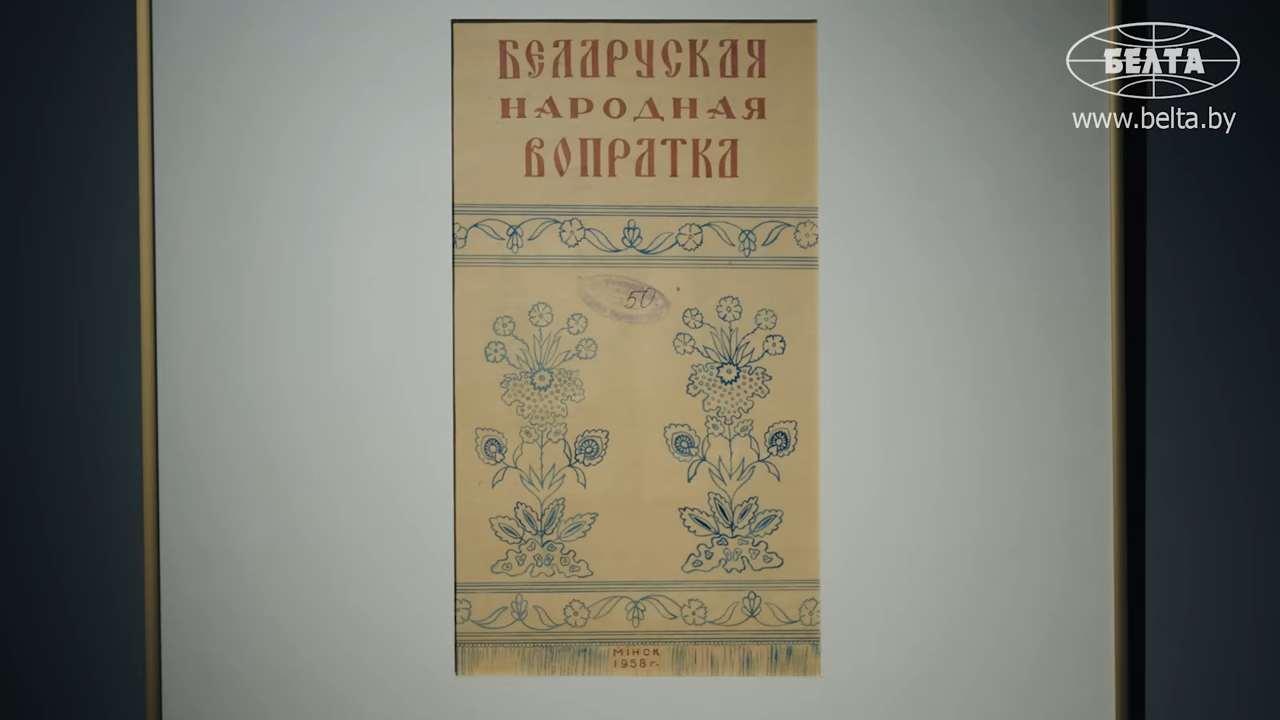 БЕЛАРУСКАЯ
НАРОДНАЯ
ВОПРАТКА
50
МІНСК
1958 г.
БЕЛТА
www.belta.by